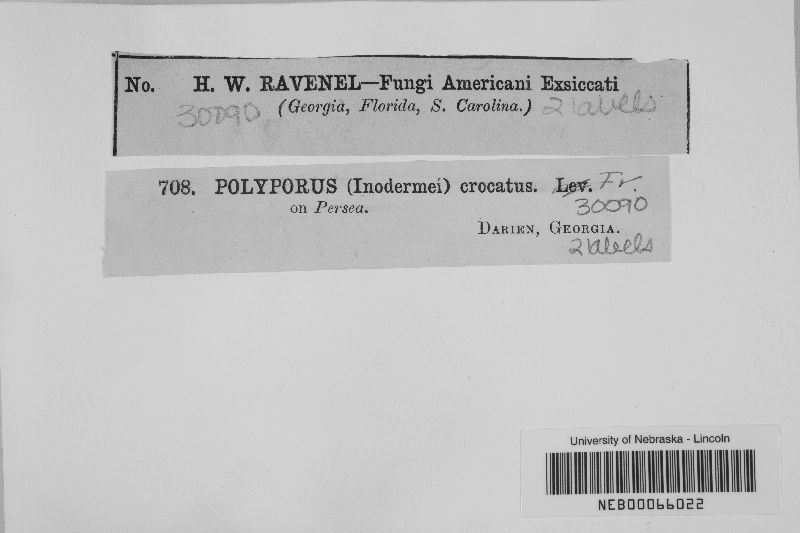 No. H. W. RAVENEL—Fungi Americani Exsiccati
30090 (Georgia, Florida, S. Carolina.) 2 labels
708. POLYPORUS (Inodermei) crocatus. Lev. Fr.
on Persea. 30090
DARIEN, GEORGIA.
2 labels
University of Nebraska - Lincoln
NEB00066022